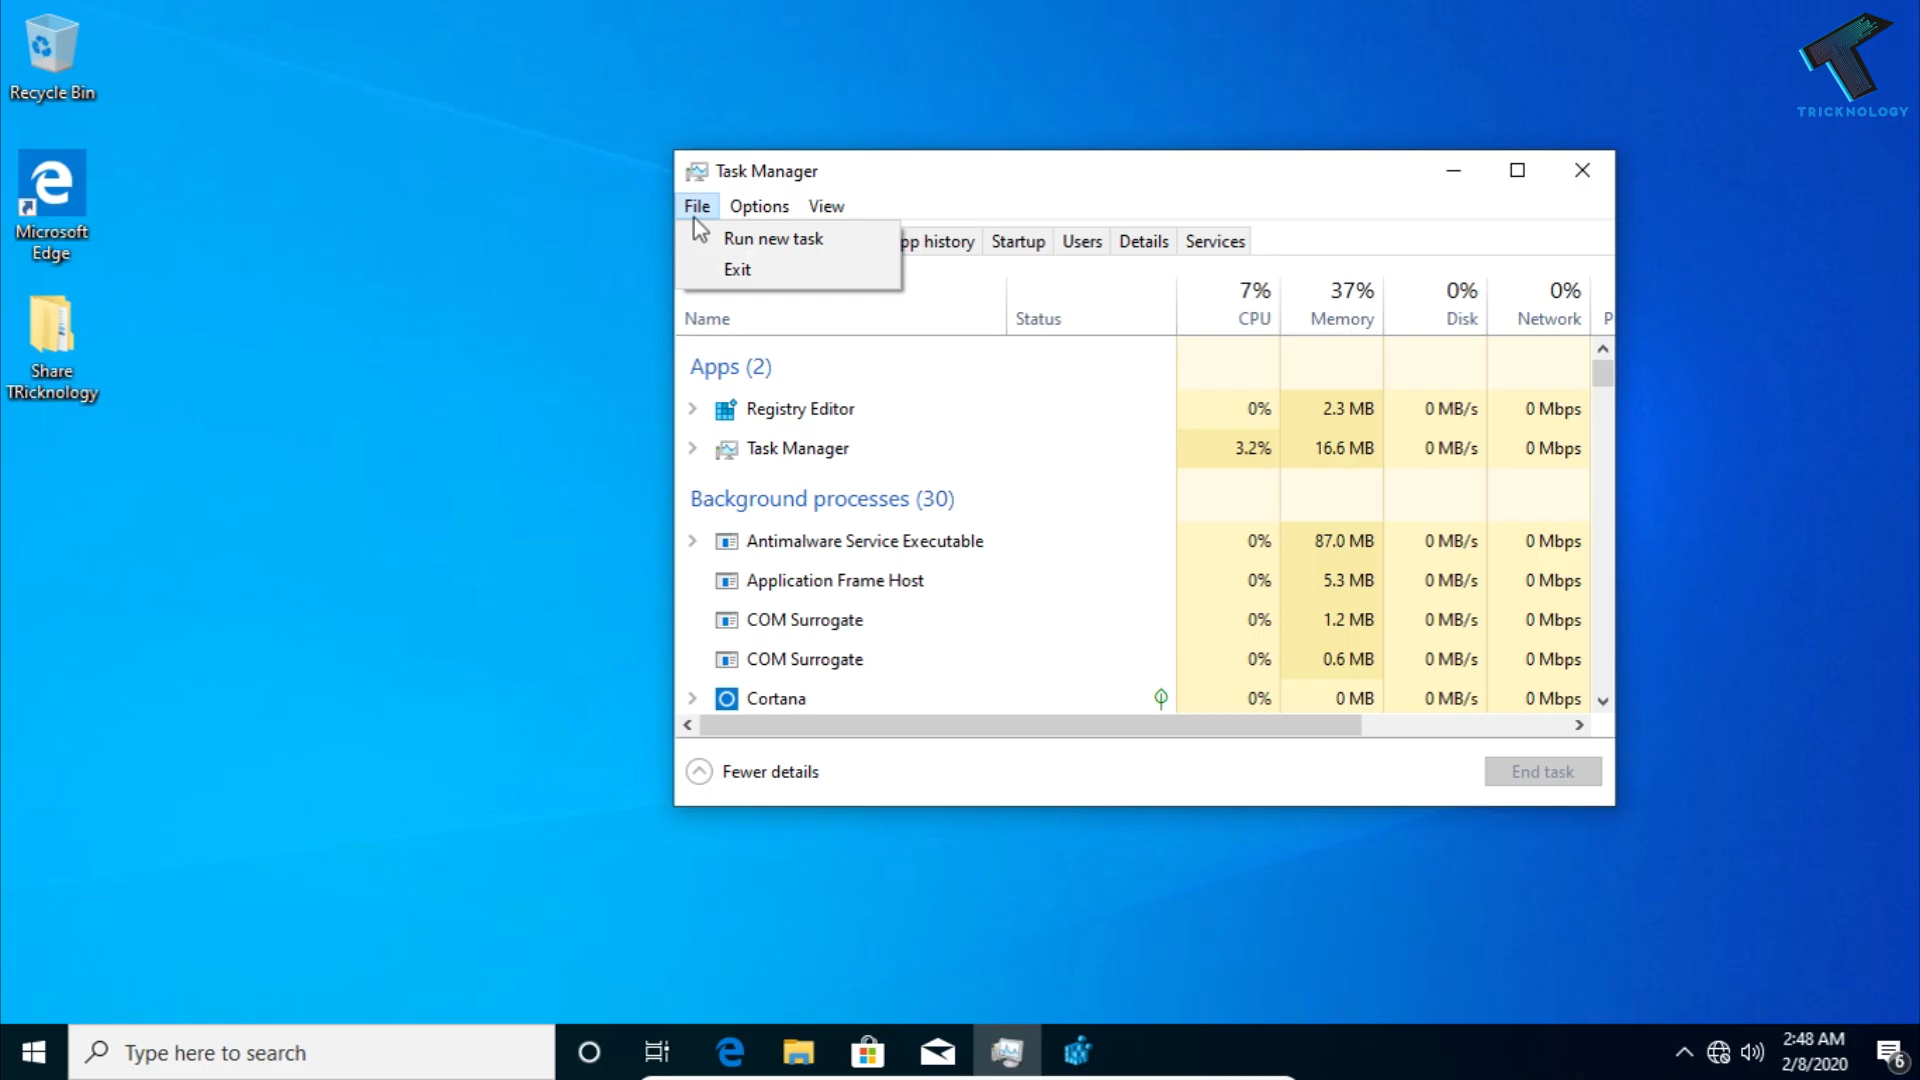 Recycle Bin
Microsoft
Edge
Share
TRicknology
TRICKNOLOGY
Task Manager
File Options View
Run new task
Exit
pp history Startup Users Details Services
7% 37% 0% 0%
Name Status CPU Memory Disk Network P
Apps (2)
Registry Editor 0% 2.3 MB 0 MB/s 0 Mbps
Task Manager 3.2% 16.6 MB 0 MB/s 0 Mbps
Background processes (30)
Antimalware Service Executable 0% 87.0 MB 0 MB/s 0 Mbps
Application Frame Host 0% 5.3 MB 0 MB/s 0 Mbps
COM Surrogate 0% 1.2 MB 0 MB/s 0 Mbps
COM Surrogate 0% 0.6 MB 0 MB/s 0 Mbps
Cortana 0% 0 MB 0 MB/s 0 Mbps
Fewer details End task
Type here to search
2:48 AM
2/8/2020
6